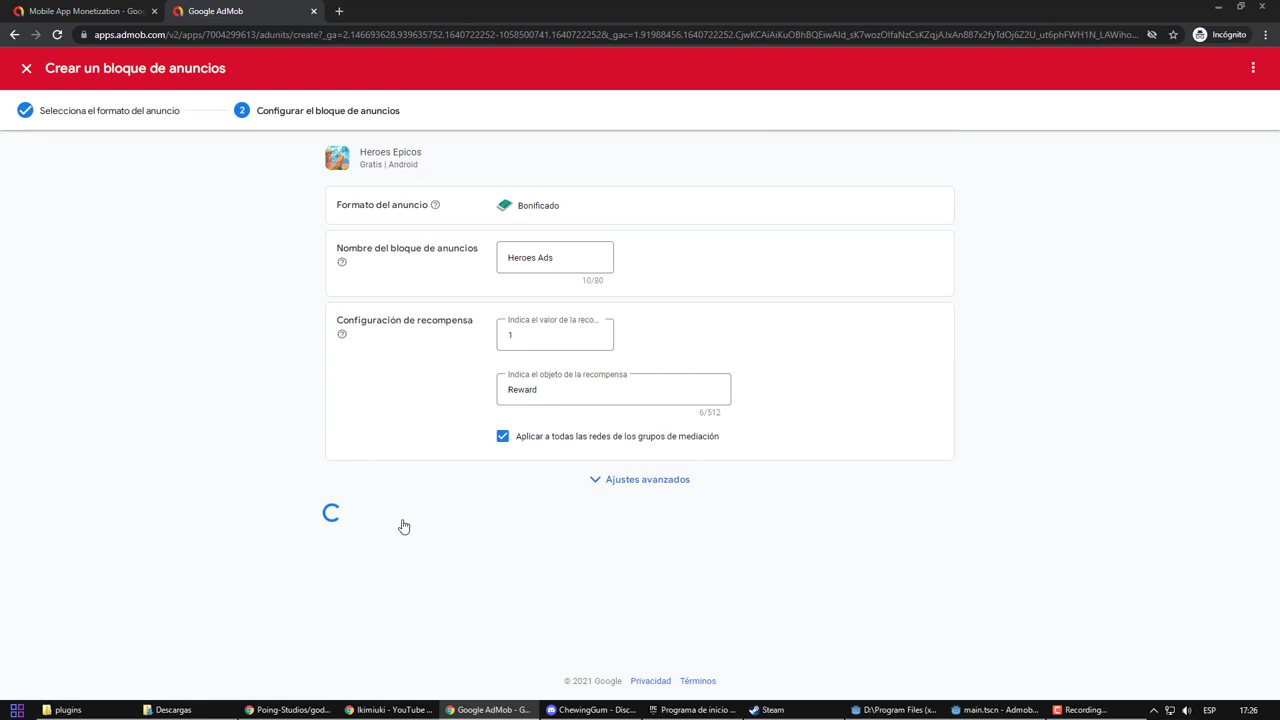 Mobile App Monetization - Goo
Google AdMob
apps.admob.com/v2/apps/7004299613/adunits/create?_ga=2.146693628.939635752.1640722252-1058500741.1640722252&_gac=1.91988456.1640722252.
Incógnito
Crear un bloque de anuncios
Selecciona el formato del anuncio
2
Configurar el bloque de anuncios
Heroes Epicos
Gratis | Android
Formato del anuncio
Bonificado
Nombre del bloque de anuncios
Heroes Ads
10/80
Configuración de recompensa
Indica el valor de la reco...
1
Indica el objeto de la recompensa
Reward
6/512
Aplicar a todas las redes de los grupos de mediación
Ajustes avanzados
© 2021 Google
Privacidad
Términos
plugins
Descargas
Poing-Studios/god...
Ikimiuki - YouTube ...
Google AdMob - G...
ChewingGum - Disc...
Programa de inicio ...
Steam
D:\Program Files (x...
main.tscn - Admob...
Recording...
ESP
17:26